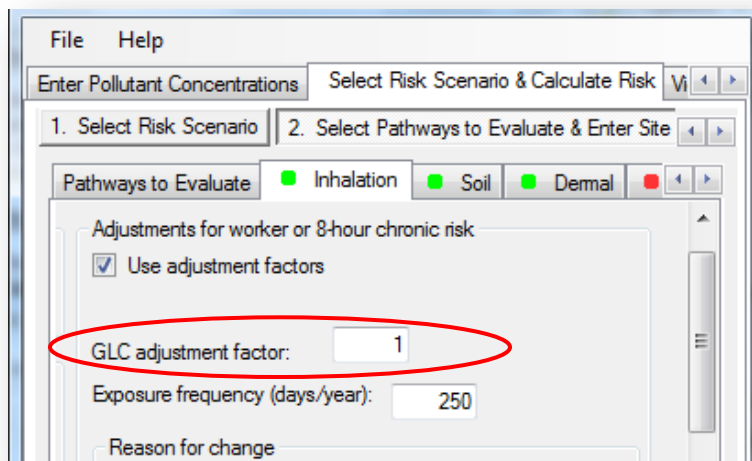 File Help
Enter Pollutant Concentrations Select Risk Scenario & Calculate Risk
1. Select Risk Scenario 2. Select Pathways to Evaluate & Enter Site
Pathways to Evaluate Inhalation Soil Dermal
Adjustments for worker or 8-hour chronic risk
Use adjustment factors
GLC adjustment factor: 1
Exposure frequency (days/year): 250
Reason for change